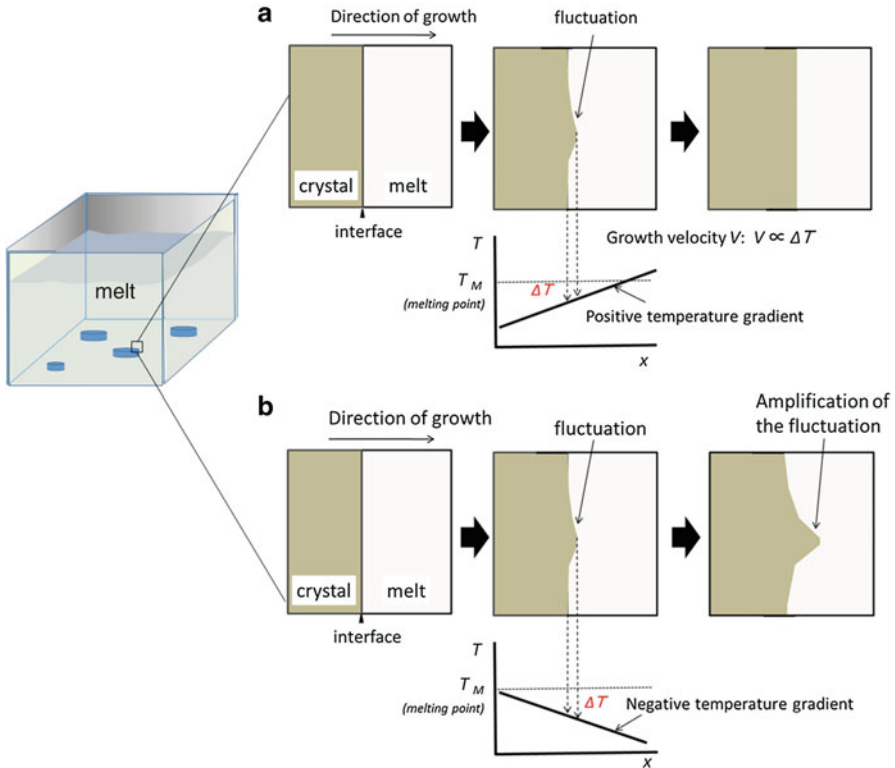 a
Direction of growth
fluctuation
crystal
melt
interface
melt
T
Growth velocity V: V ∝ ΔT
T M
(melting point)
ΔT
Positive temperature gradient
x
b
Direction of growth
fluctuation
Amplification of
the fluctuation
crystal
melt
interface
T
T M
(melting point)
ΔT
Negative temperature gradient
x